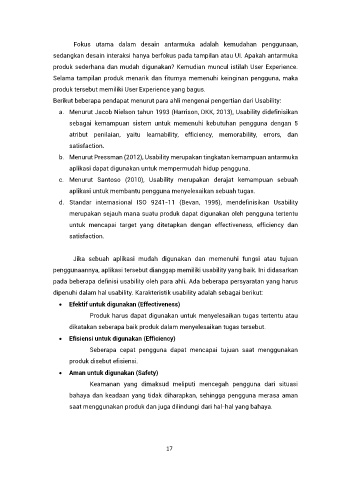 Fokus utama dalam desain antarmuka adalah kemudahan penggunaan,
sedangkan desain interaksi hanya berfokus pada tampilan atau UI. Apakah antarmuka
produk sederhana dan mudah digunakan? Kemudian muncul istilah User Experience.
Selama tampilan produk menarik dan fiturnya memenuhi keinginan pengguna, maka
produk tersebut memiliki User Experience yang bagus.
Berikut beberapa pendapat menurut para ahli mengenai pengertian dari Usability:
a. Menurut Jacob Nielson tahun 1993 (Harrison, DKK, 2013), Usability didefinisikan
sebagai kemampuan sistem untuk memenuhi kebutuhan pengguna dengan 5
atribut penilaian, yaitu learnability, efficiency, memorability, errors, dan
satisfaction.
b. Menurut Pressman (2012), Usability merupakan tingkatan kemampuan antarmuka
aplikasi dapat digunakan untuk mempermudah hidup pengguna.
c. Menurut Santoso (2010), Usability merupakan derajat kemampuan sebuah
aplikasi untuk membantu pengguna menyelesaikan sebuah tugas.
d. Standar internasional ISO 9241-11 (Bevan, 1995), mendefinisikan Usability
merupakan sejauh mana suatu produk dapat digunakan oleh pengguna tertentu
untuk mencapai target yang ditetapkan dengan effectiveness, efficiency dan
satisfaction.
Jika sebuah aplikasi mudah digunakan dan memenuhi fungsi atau tujuan
penggunaannya, aplikasi tersebut dianggap memiliki usability yang baik. Ini didasarkan
pada beberapa definisi usability oleh para ahli. Ada beberapa persyaratan yang harus
dipenuhi dalam hal usability. Karakteristik usability adalah sebagai berikut:
• Efektif untuk digunakan (Effectiveness)
Produk harus dapat digunakan untuk menyelesaikan tugas tertentu atau
dikatakan seberapa baik produk dalam menyelesaikan tugas tersebut.
• Efisiensi untuk digunakan (Efficiency)
Seberapa cepat pengguna dapat mencapai tujuan saat menggunakan
produk disebut efisiensi.
• Aman untuk digunakan (Safety)
Keamanan yang dimaksud meliputi mencegah pengguna dari situasi
bahaya dan keadaan yang tidak diharapkan, sehingga pengguna merasa aman
saat menggunakan produk dan juga dilindungi dari hal-hal yang bahaya.
17